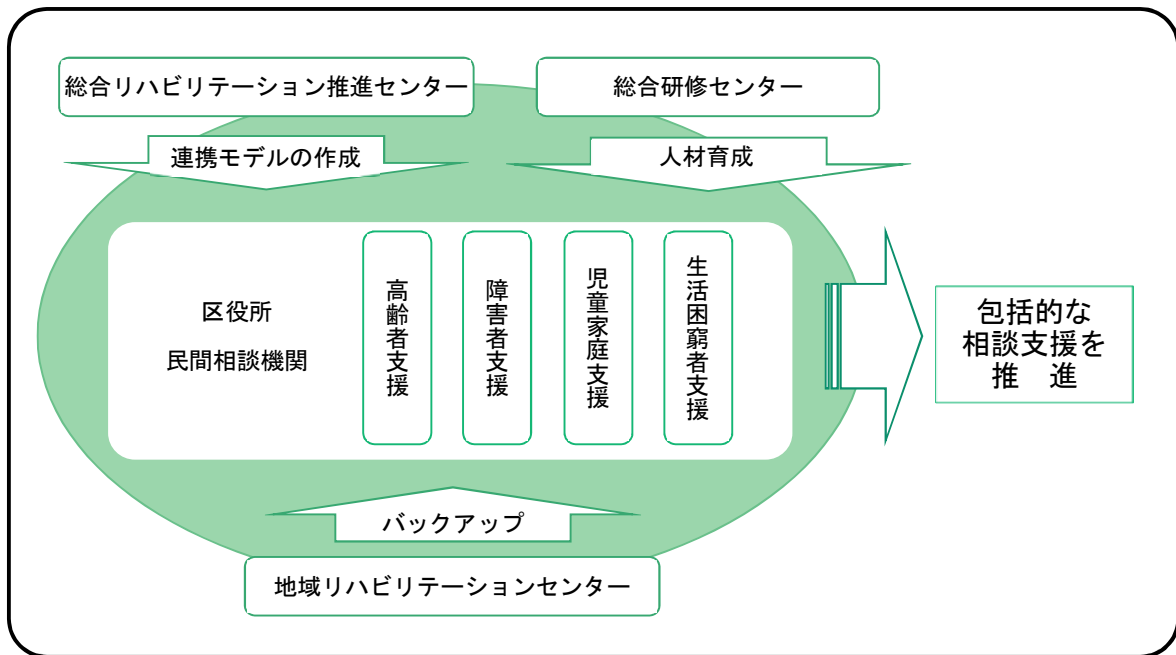 総合リハビリテーション推進センター
総合研修センター
連携モデルの作成
人材育成
区役所
民間相談機関
高齢者支援
障害者支援
児童家庭支援
生活困窮者支援
包括的な
相談支援を
推　進
バックアップ
地域リハビリテーションセンター